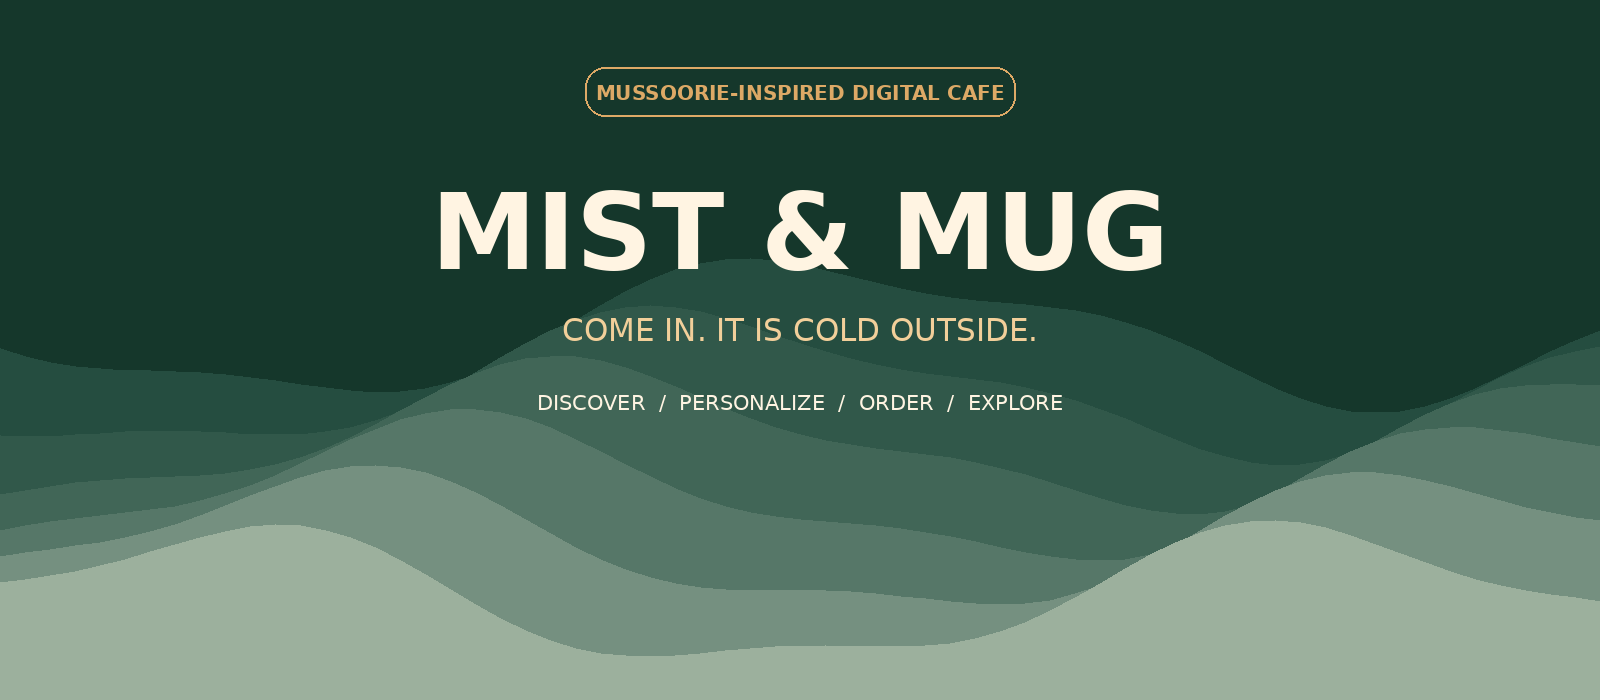 MUSSOORIE-INSPIRED DIGITAL CAFE
MIST & MUG
COME IN. IT IS COLD OUTSIDE.
DISCOVER / PERSONALIZE / ORDER / EXPLORE